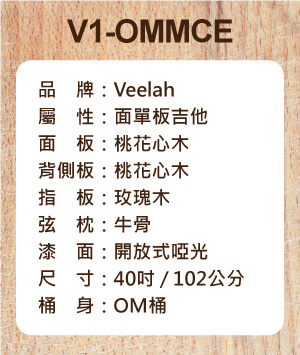 V1-OMMCE
品　牌：Veelah
屬　性：面單板吉他
面　板：桃花心木
背側板：桃花心木
指　板：玫瑰木
弦　枕：牛骨
漆　面：開放式啞光
尺　寸：40吋 / 102公分
桶　身：OM桶